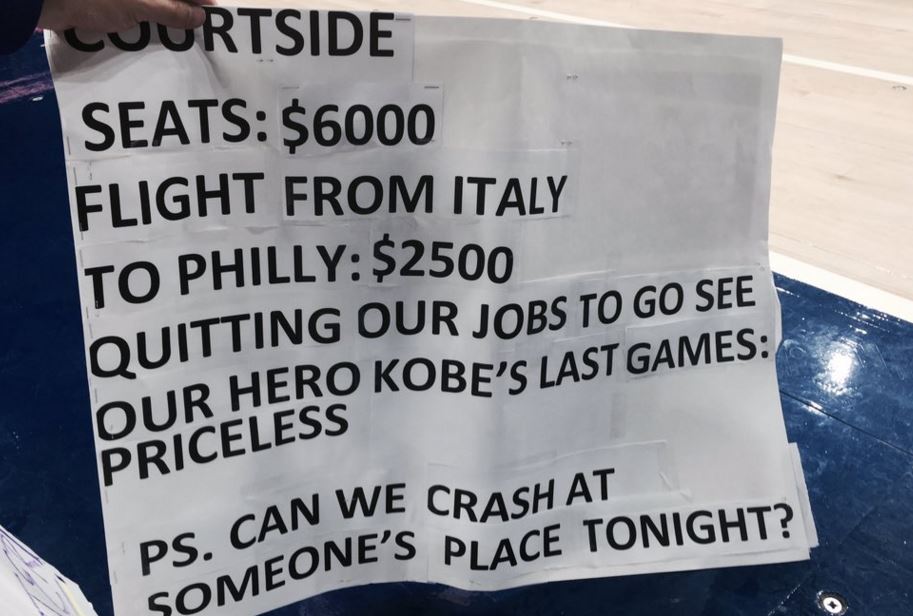 COURTSIDE
SEATS: $6000
FLIGHT FROM ITALY
TO PHILLY: $2500
QUITTING OUR JOBS TO GO SEE
OUR HERO KOBE'S LAST GAMES:
PRICELESS
PS. CAN WE CRASH AT
SOMEONE'S PLACE TONIGHT?